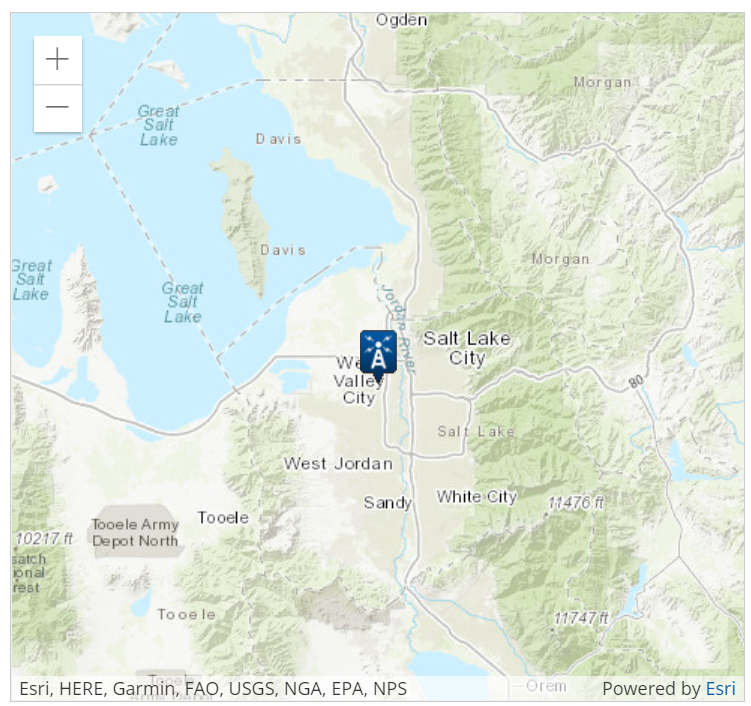 Ogden
+
Morgan
Great
Salt
Lake
Davis
Davis
Morgan
Great
Salt
Lake
Great
Salt
Lake
Jordan River
Salt Lake
City
Valley
City
80
Salt Lake
West Jordan
Sandy
White City
11476 ft
Tooele
Tooele Army
Depot North
10217 ft
Tooele
11747 ft
Orem
Esri, HERE, Garmin, FAO, USGS, NGA, EPA, NPS
Powered by Esri